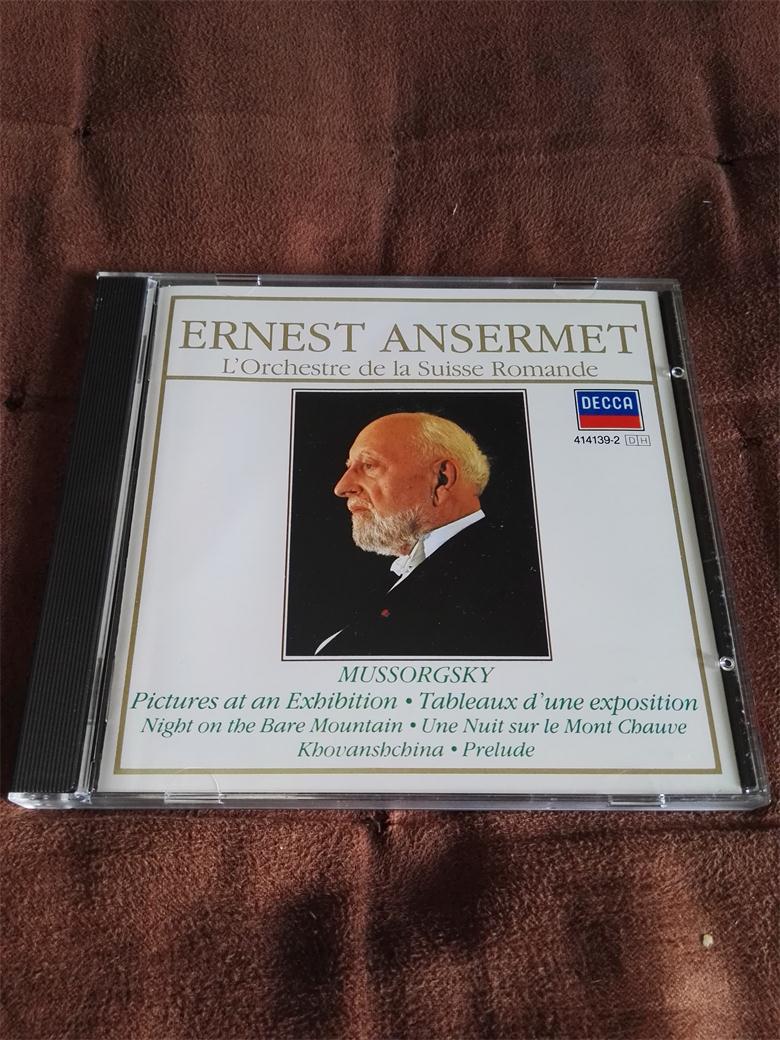 ERNEST ANSERMET
L'Orchestre de la Suisse Romande
DECCA
414139-2 DH
MUSSORGSKY
Pictures at an Exhibition • Tableaux d'une exposition
Night on the Bare Mountain • Une Nuit sur le Mont Chauve
Khovanshchina • Prelude